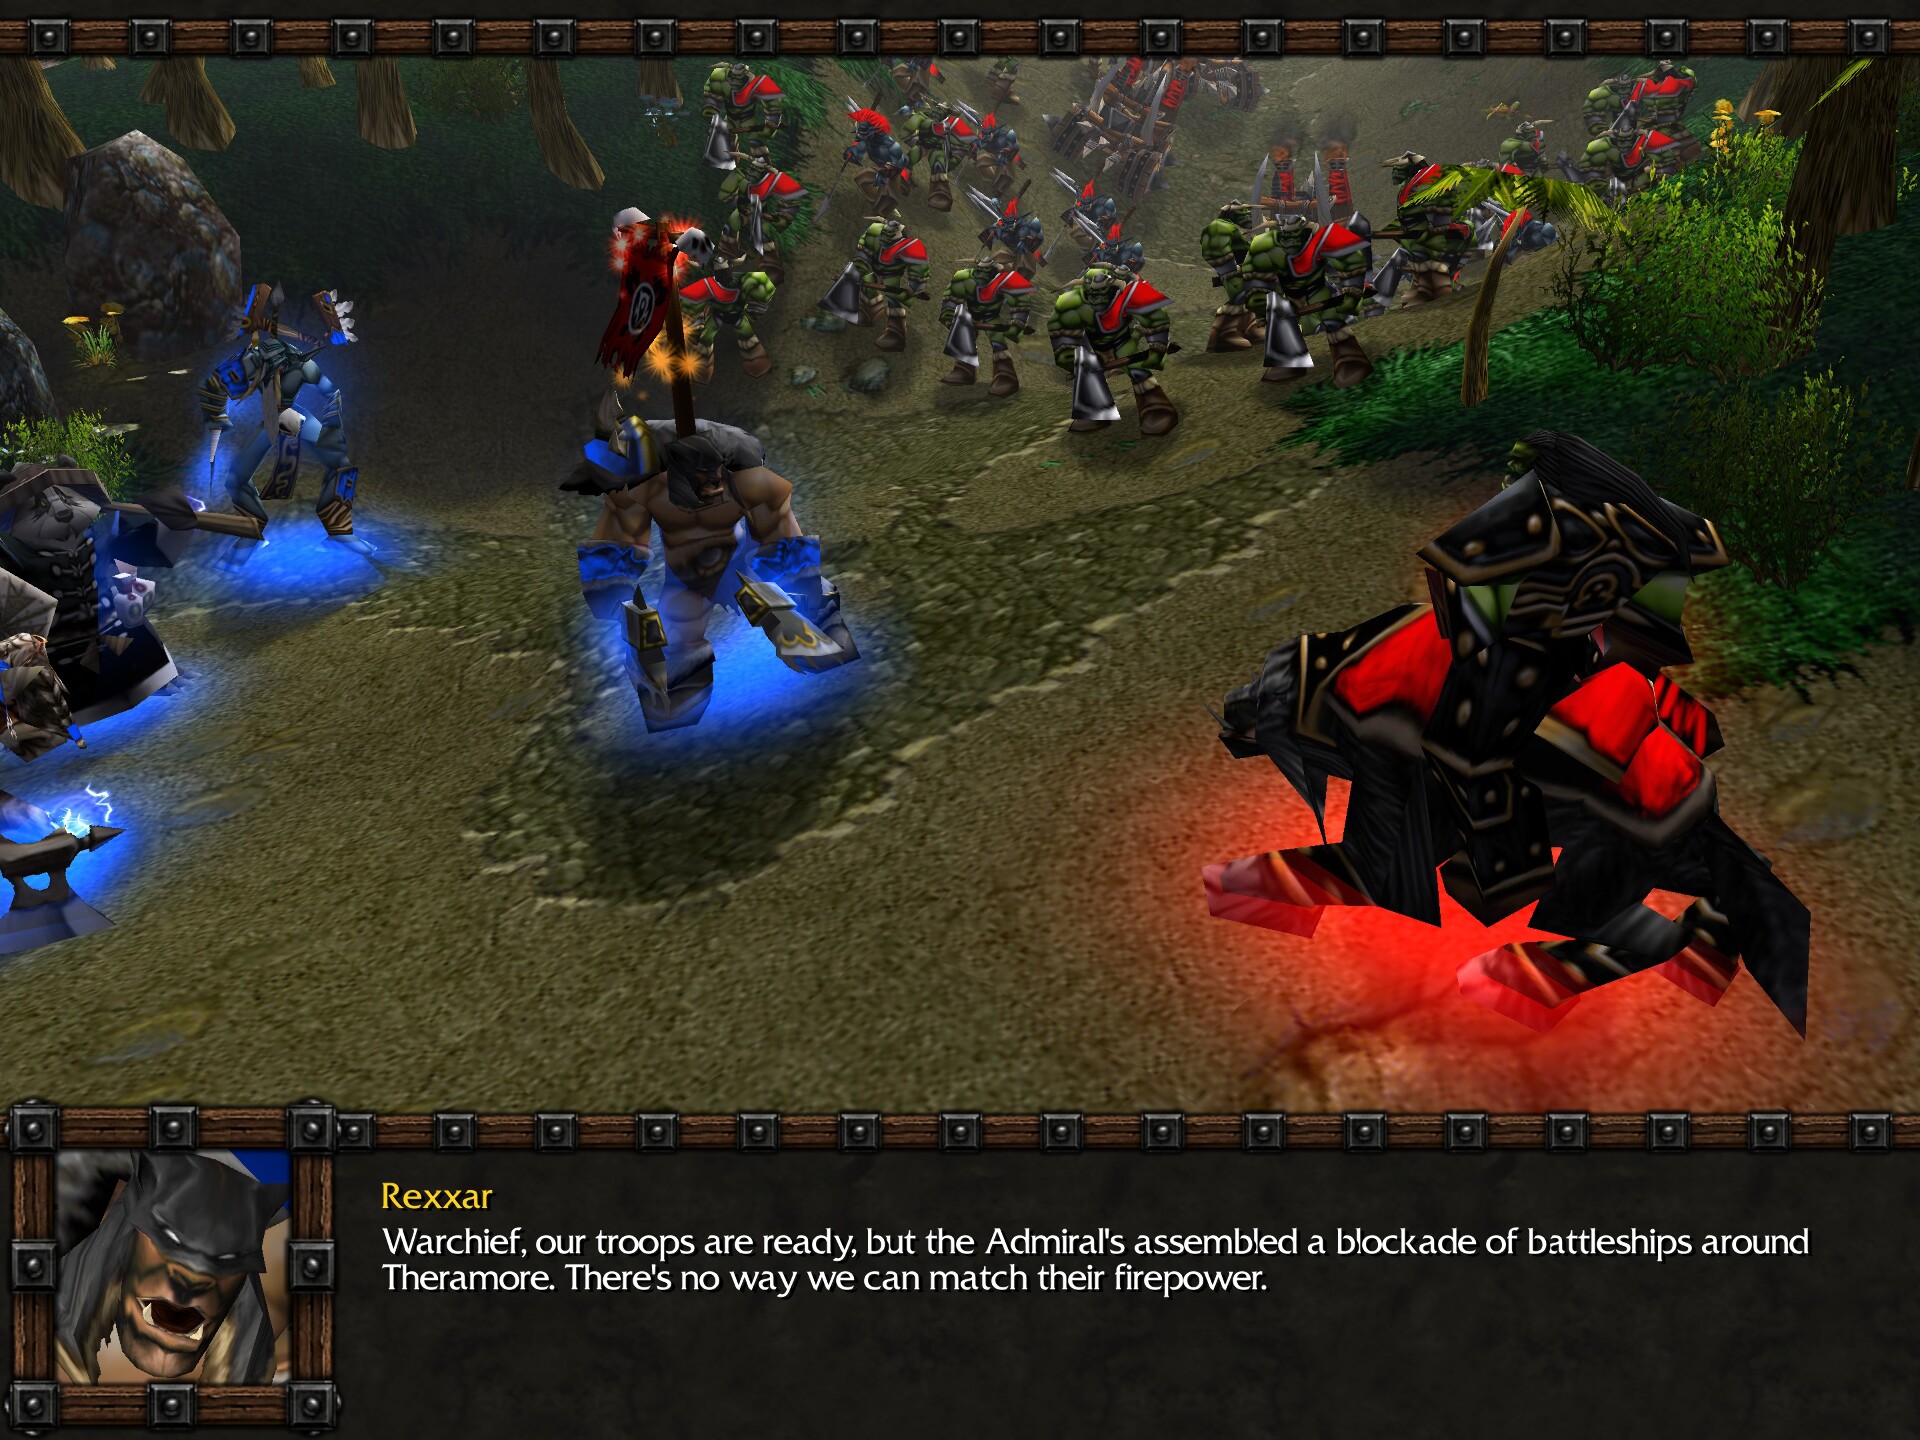 Rexxar
Warchief, our troops are ready, but the Admiral's assembled a blockade of battleships around
Theramore. There's no way we can match their firepower.